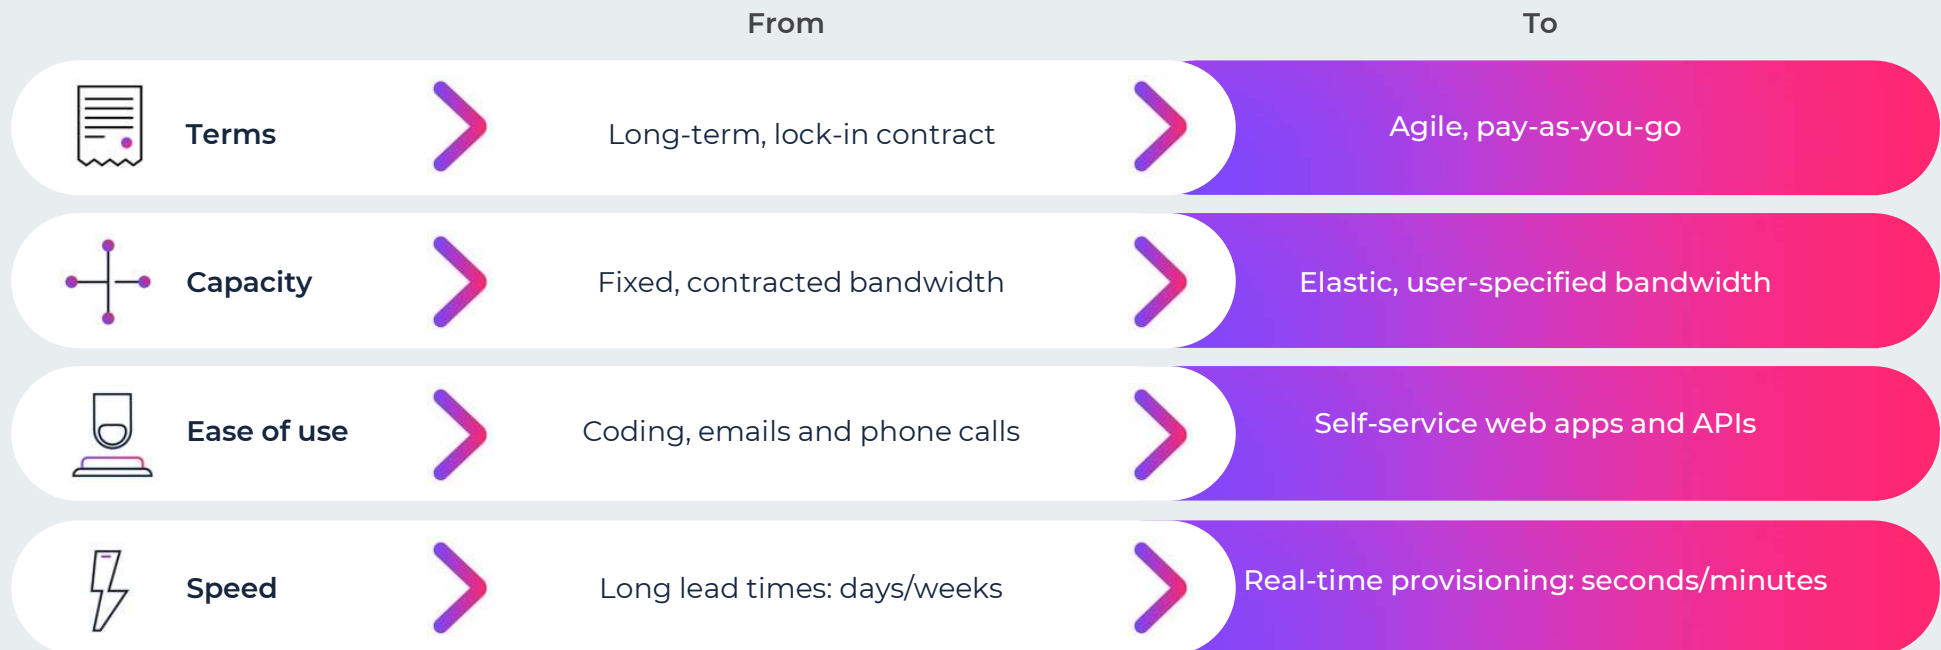 From To
Terms Long-term, lock-in contract Agile, pay-as-you-go
Capacity Fixed, contracted bandwidth Elastic, user-specified bandwidth
Ease of use Coding, emails and phone calls Self-service web apps and APIs
Speed Long lead times: days/weeks Real-time provisioning: seconds/minutes